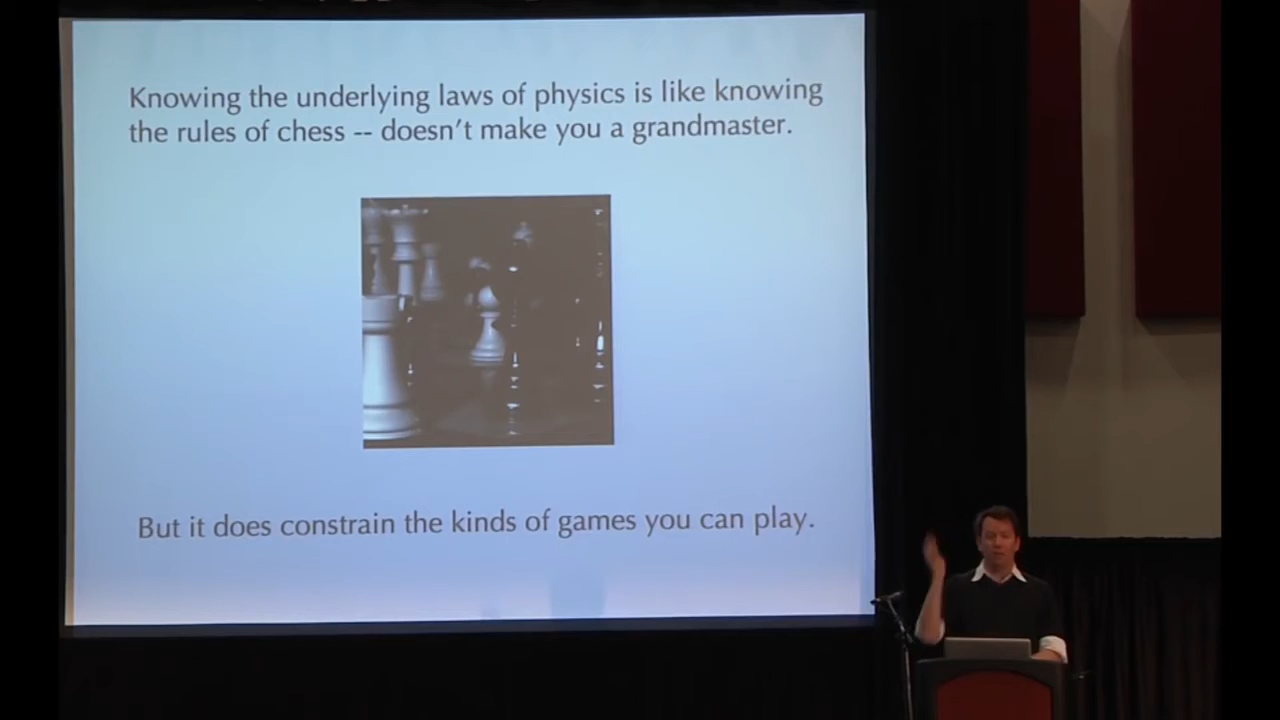 Knowing the underlying laws of physics is like knowing
the rules of chess -- doesn't make you a grandmaster.
But it does constrain the kinds of games you can play.